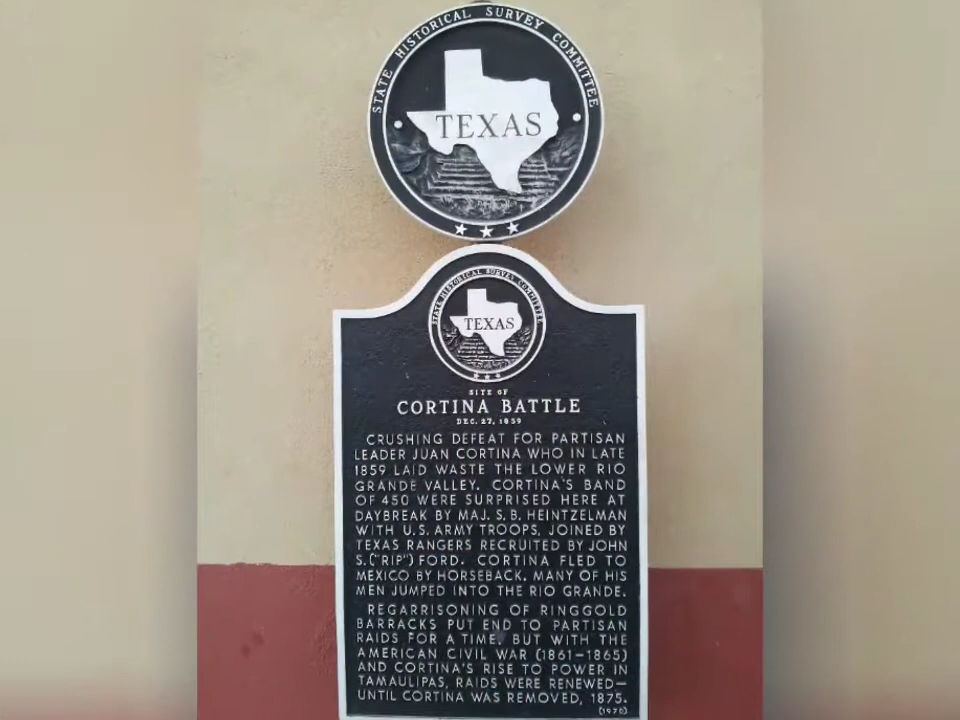 STATE HISTORICAL SURVEY COMMITTEE
TEXAS
STATE HISTORICAL SURVEY COMMITTEE
TEXAS
SITE OF
CORTINA BATTLE
DEC. 27, 1859
CRUSHING DEFEAT FOR PARTISAN
LEADER JUAN CORTINA WHO IN LATE
1859 LAID WASTE THE LOWER RIO
GRANDE VALLEY. CORTINA'S BAND
OF 450 WERE SURPRISED HERE AT
DAYBREAK BY MAJ. S. B. HEINTZELMAN
WITH U.S. ARMY TROOPS, JOINED BY
TEXAS RANGERS RECRUITED BY JOHN
S. ("RIP") FORD. CORTINA FLED TO
MEXICO BY HORSEBACK. MANY OF HIS
MEN JUMPED INTO THE RIO GRANDE.
REGARRISONING OF RINGGOLD
BARRACKS PUT END TO PARTISAN
RAIDS FOR A TIME. BUT WITH THE
AMERICAN CIVIL WAR (1861-1865)
AND CORTINA'S RISE TO POWER IN
TAMAULIPAS, RAIDS WERE RENEWED—
UNTIL CORTINA WAS REMOVED, 1875.
(1970)